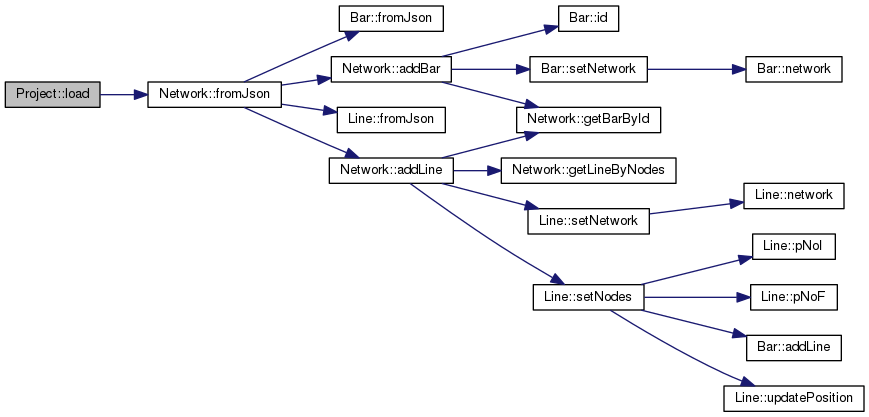 Project::load
Network::fromJson
Bar::fromJson
Network::addBar
Line::fromJson
Network::addLine
Bar::id
Bar::setNetwork
Network::getBarById
Network::getLineByNodes
Line::setNetwork
Line::setNodes
Bar::network
Line::network
Line::pNoI
Line::pNoF
Bar::addLine
Line::updatePosition